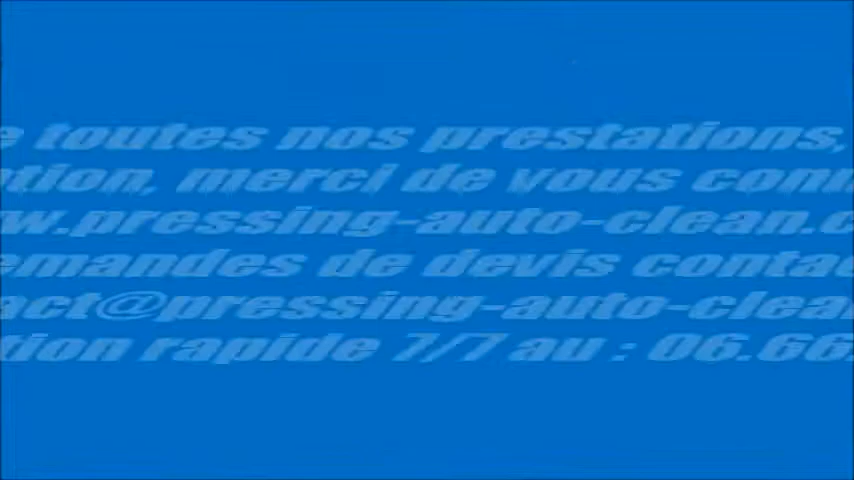 e toutes nos prestations,
tion, merci de vous conn
w.pressing-auto-clean.c
emandes de devis contac
act@pressing-auto-clea
tion rapide 7/7 au : 06.66.